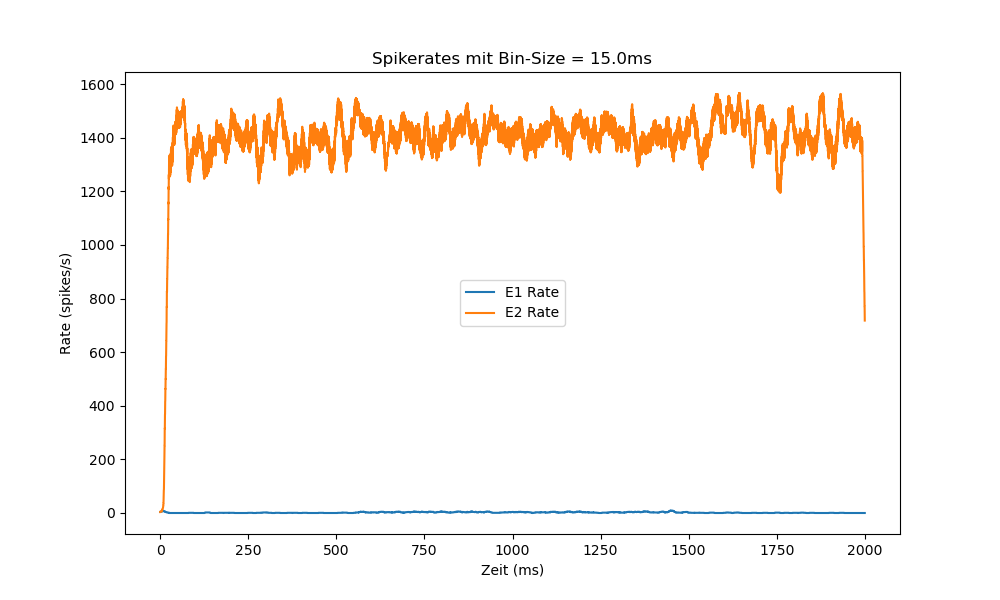 Spikerates mit Bin-Size = 15.0ms
1600
1400
1200
1000
800
600
400
200
0
Rate (spikes/s)
E1 Rate
E2 Rate
0 250 500 750 1000 1250 1500 1750 2000
Zeit (ms)